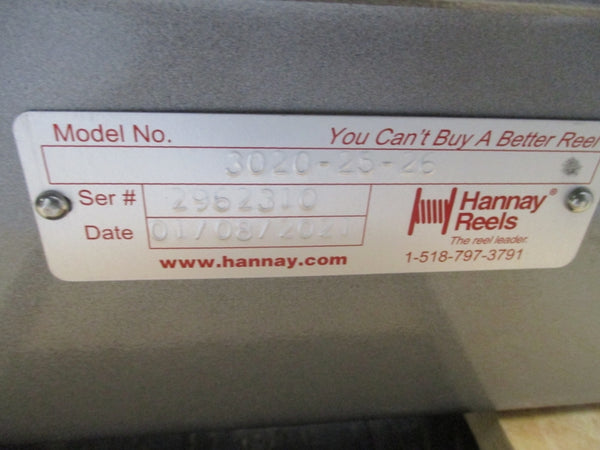 Model No. You Can't Buy A Better Reel
3020-25-26
Ser # 2962310
Date 01/08/2021
Hannay®
Reels
The reel leader.
www.hannay.com 1-518-797-3791